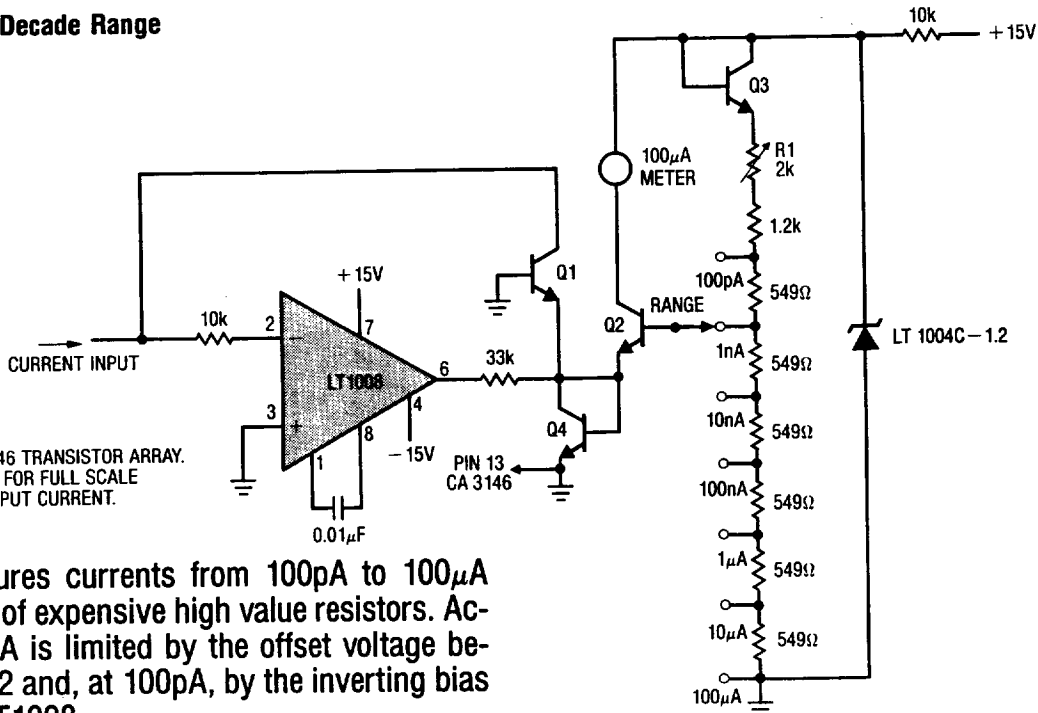 Decade Range
10k
+15V
Q3
R1
2k
100µA
METER
1.2k
Q1
100pA
549Ω
+15V
RANGE
10k
2
7
Q2
LT 1004C–1.2
CURRENT INPUT
1nA
549Ω
33k
6
LT1008
4
10nA
549Ω
3
8
Q4
–15V
46 TRANSISTOR ARRAY.
PIN 13
FOR FULL SCALE
CA 3146
100nA
549Ω
PUT CURRENT.
1
0.01µF
1µA
549Ω
ures currents from 100pA to 100µA
of expensive high value resistors. Ac-
10µA
549Ω
A is limited by the offset voltage be-
2 and, at 100pA, by the inverting bias
100µA